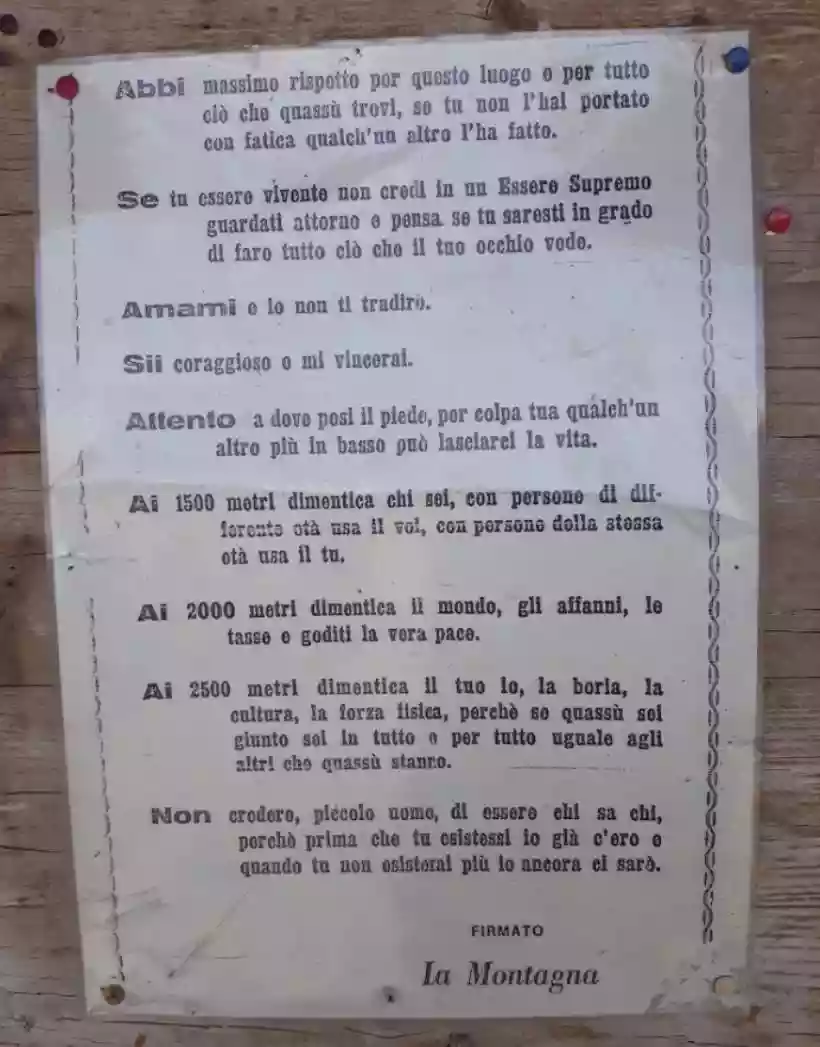 Abbi massimo rispetto per questo luogo e per tutto
ciò che quassù trovi, se tu non l'hai portato
con fatica qualch'un altro l'ha fatto.
Se tu essere vivente non credi in un Essere Supremo
guardati attorno e pensa se tu saresti in grado
di fare tutto ciò che il tuo occhio vede.
Amami e io non ti tradirò.
Sii coraggioso e mi vincerai.
Attento a dove posi il piede, per colpa tua qualch'un
altro più in basso può lasciarci la vita.
Ai 1500 metri dimentica chi sei, con persone di dif-
ferente età usa il voi, con persone della stessa
età usa il tu.
Ai 2000 metri dimentica il mondo, gli affanni, le
tasse e goditi la vera pace.
Ai 2500 metri dimentica il tuo io, la boria, la
cultura, la forza fisica, perchè se quassù sei
giunto sei in tutto e per tutto uguale agli
altri che quassù stanno.
Non credere, piccolo uomo, di essere chi sa chi,
perchè prima che tu esistessi io già c'ero e
quando tu non esisterai più io ancora ci sarò.
FIRMATO
La Montagna